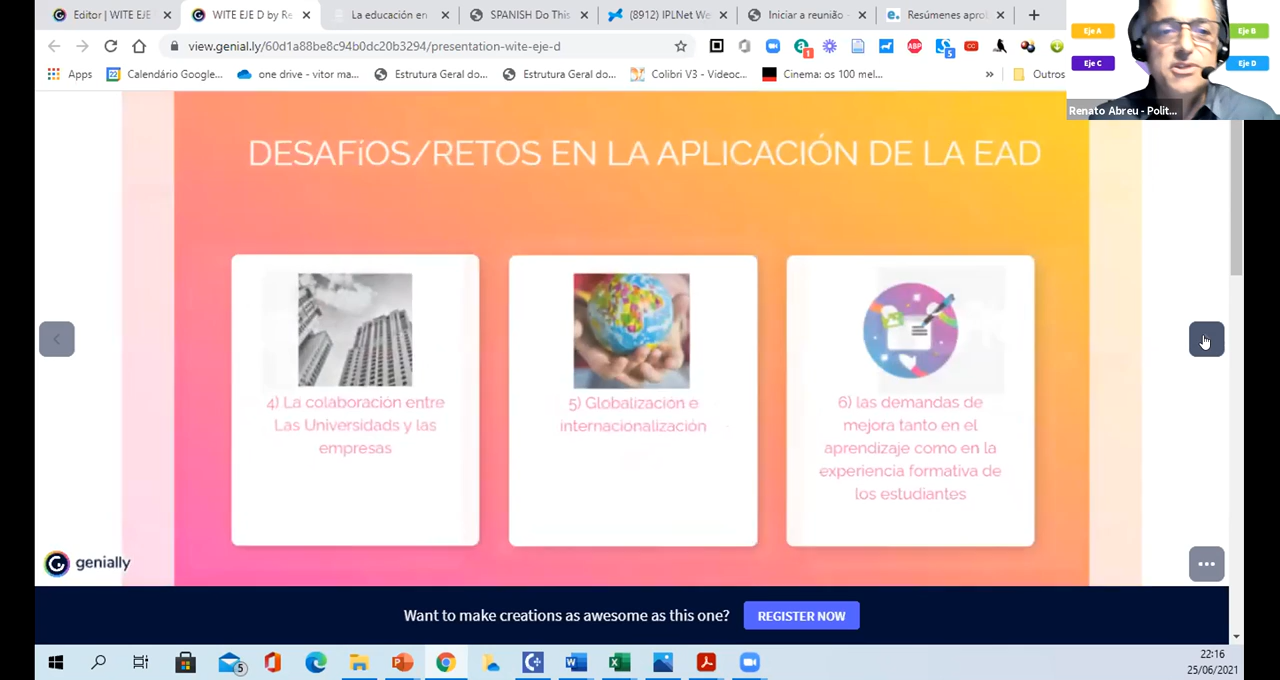 Editor | WITE EJE
WITE EJE D by Re
La educación en
SPANISH Do This
(8912) IPLNet We
Iniciar a reunião -
Resúmenes aprob
view.genial.ly/60d1a88be8c94b0dc20b3294/presentation-wite-eje-d
Apps
Calendário Google...
one drive - vitor ma...
Estrutura Geral do...
Estrutura Geral do...
Colibri V3 - Videoc...
Cinema: os 100 mel...
»
Outros
Eje A
Eje B
Eje C
Eje D
Renato Abreu - Polit...
DESAFíOS/RETOS EN LA APLICACIÓN DE LA EAD
4) La colaboración entre
Las Universidads y las
empresas
5) Globalización e
internacionalización
6) las demandas de
mejora tanto en el
aprendizaje como en la
experiencia formativa de
los estudiantes
genially
Want to make creations as awesome as this one?
REGISTER NOW
22:16
25/06/2021